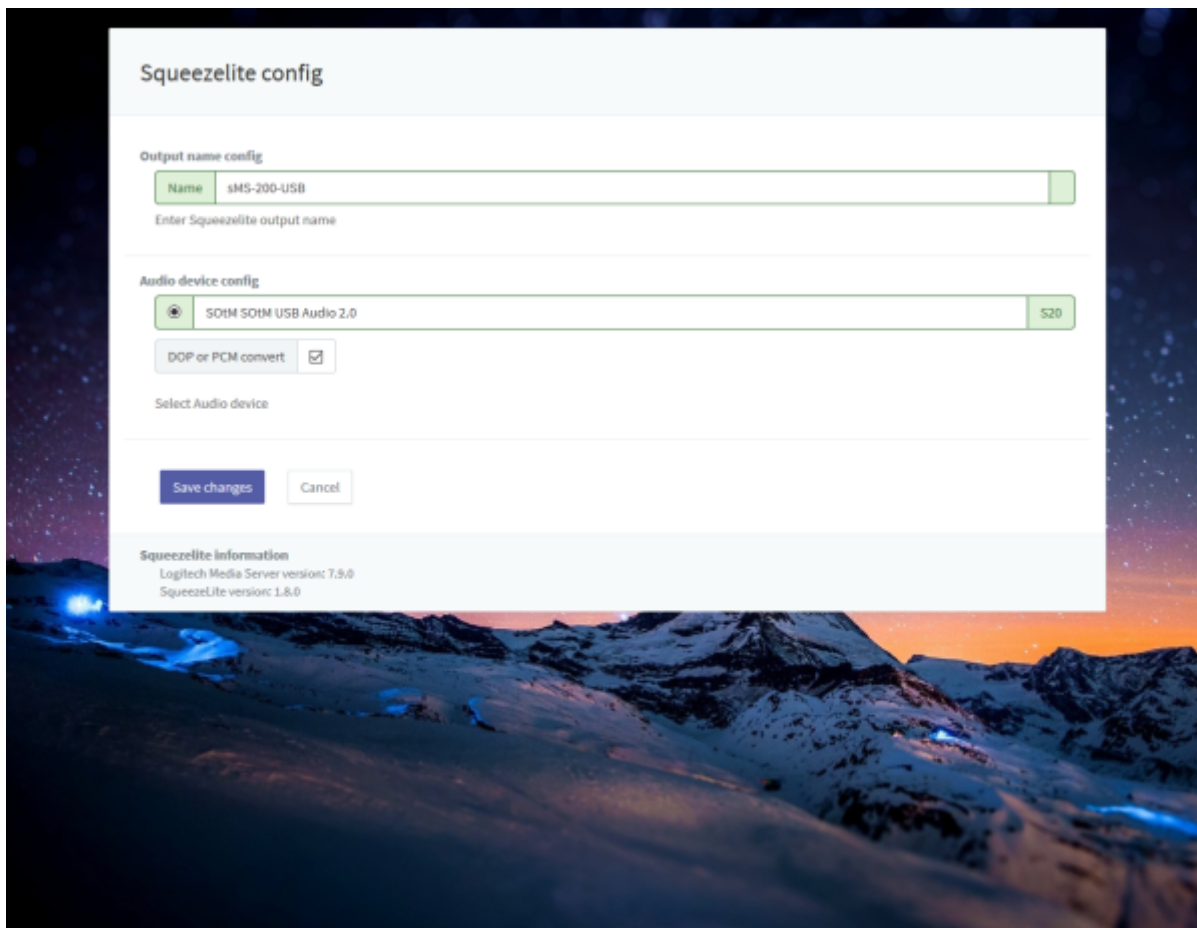 Squeezelite config
Output name config
Name sMS-200-USB
Enter Squeezelite output name
Audio device config
SOtM SOtM USB Audio 2.0 S20
DOP or PCM convert
Select Audio device
Save changes Cancel
Squeezelite information
Logitech Media Server version: 7.9.0
SqueezeLite version: 1.8.0